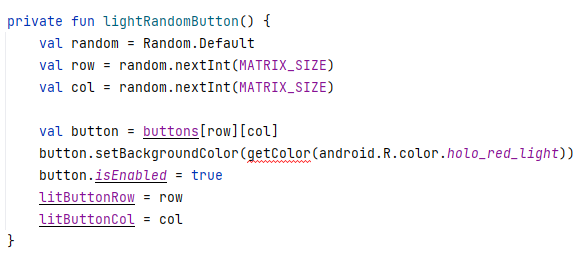 private fun lightRandomButton() {
    val random = Random.Default
    val row = random.nextInt(MATRIX_SIZE)
    val col = random.nextInt(MATRIX_SIZE)

    val button = buttons[row][col]
    button.setBackgroundColor(getColor(android.R.color.holo_red_light))
    button.isEnabled = true
    litButtonRow = row
    litButtonCol = col
}